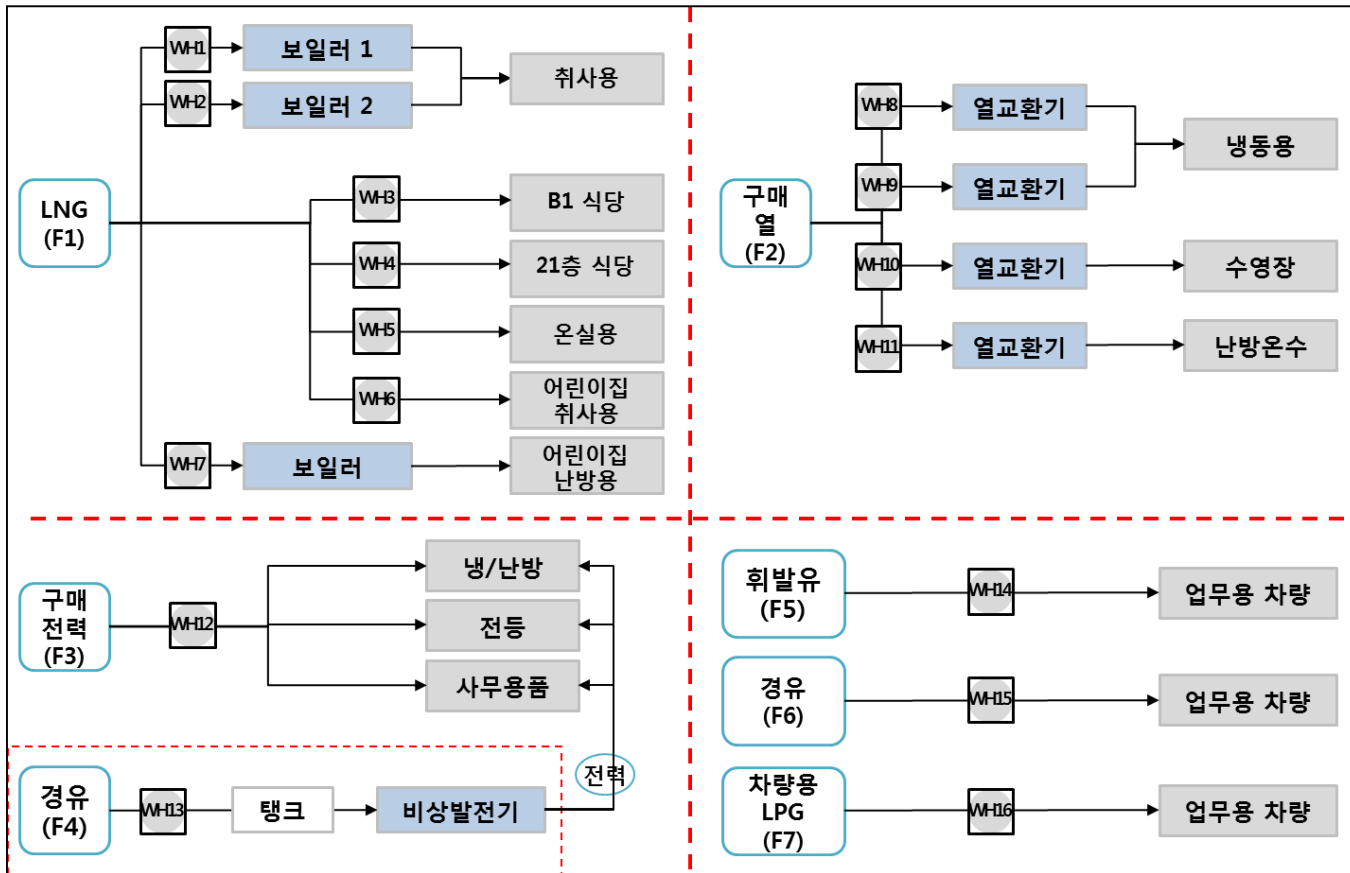 WH1
보일러 1
WH2
보일러 2
취사용
LNG
(F1)
WH3
B1 식당
WH4
21층 식당
WH5
온실용
WH6
어린이집
취사용
WH7
보일러
어린이집
난방용
구매
열
(F2)
WH8
열교환기
WH9
열교환기
냉동용
WH10
열교환기
수영장
WH11
열교환기
난방온수
구매
전력
(F3)
WH12
냉/난방
전등
사무용품
경유
(F4)
WH13
탱크
비상발전기
전력
휘발유
(F5)
WH14
업무용 차량
경유
(F6)
WH15
업무용 차량
차량용
LPG
(F7)
WH16
업무용 차량